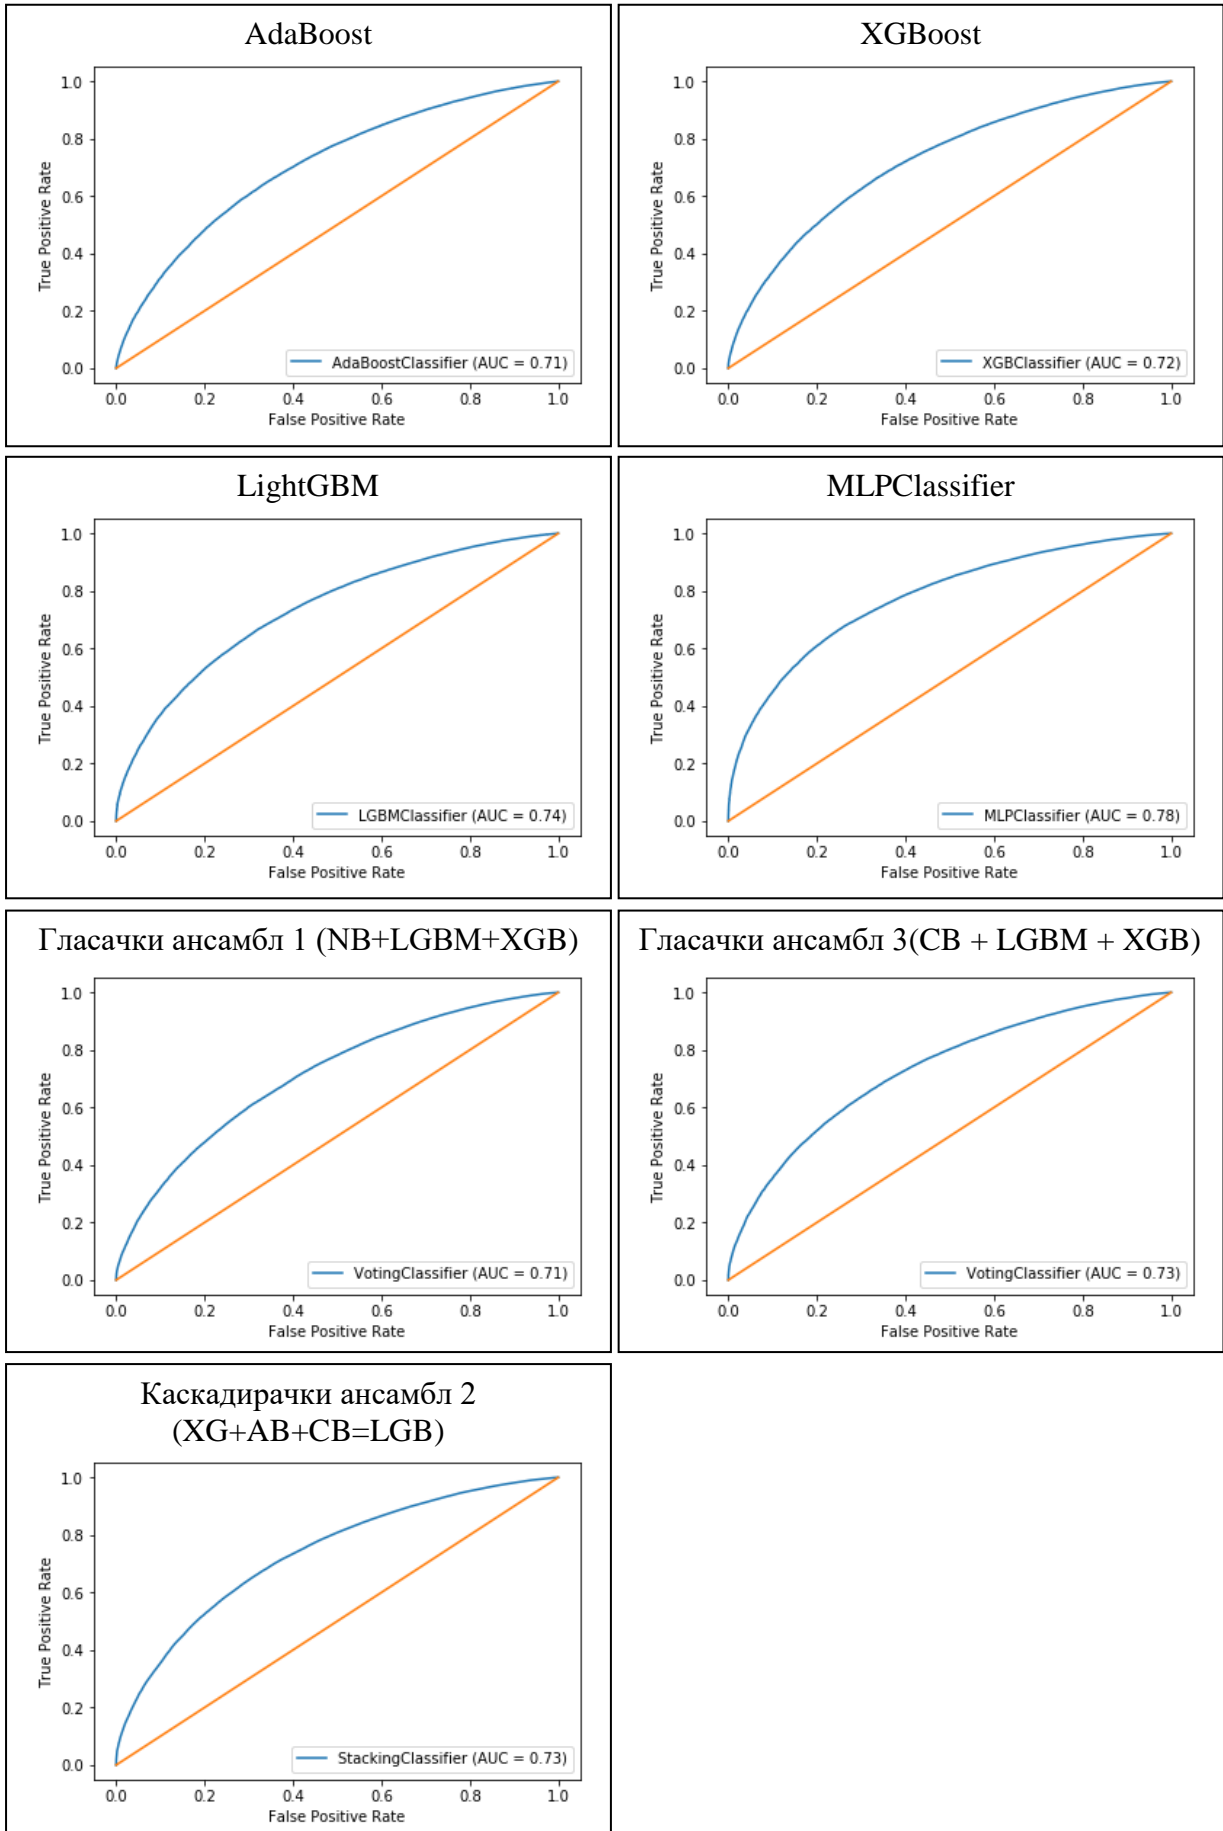 AdaBoost
1.0
0.8
0.6
0.4
0.2
0.0
True Positive Rate
AdaBoostClassifier (AUC = 0.71)
0.0 0.2 0.4 0.6 0.8 1.0
False Positive Rate
XGBoost
1.0
0.8
0.6
0.4
0.2
0.0
True Positive Rate
XGBClassifier (AUC = 0.72)
0.0 0.2 0.4 0.6 0.8 1.0
False Positive Rate
LightGBM
1.0
0.8
0.6
0.4
0.2
0.0
True Positive Rate
LGBMClassifier (AUC = 0.74)
0.0 0.2 0.4 0.6 0.8 1.0
False Positive Rate
MLPClassifier
1.0
0.8
0.6
0.4
0.2
0.0
True Positive Rate
MLPClassifier (AUC = 0.78)
0.0 0.2 0.4 0.6 0.8 1.0
False Positive Rate
Гласачки ансамбл 1 (NB+LGBM+XGB)
1.0
0.8
0.6
0.4
0.2
0.0
True Positive Rate
VotingClassifier (AUC = 0.71)
0.0 0.2 0.4 0.6 0.8 1.0
False Positive Rate
Гласачки ансамбл 3(CB + LGBM + XGB)
1.0
0.8
0.6
0.4
0.2
0.0
True Positive Rate
VotingClassifier (AUC = 0.73)
0.0 0.2 0.4 0.6 0.8 1.0
False Positive Rate
Каскадирачки ансамбл 2
(XG+AB+CB=LGB)
1.0
0.8
0.6
0.4
0.2
0.0
True Positive Rate
StackingClassifier (AUC = 0.73)
0.0 0.2 0.4 0.6 0.8 1.0
False Positive Rate